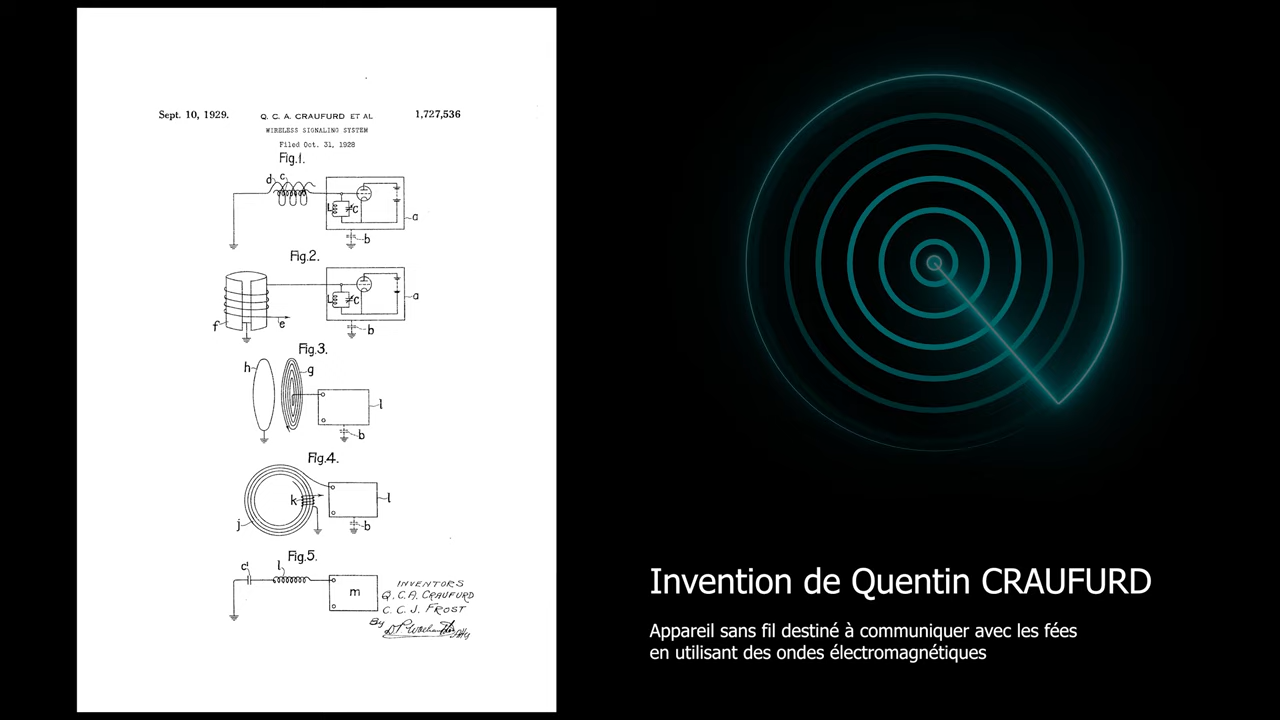 Sept. 10, 1929. Q. C. A. CRAUFURD ET AL 1,727,536
WIRELESS SIGNALING SYSTEM
Filed Oct. 31, 1928
Fig.1.
d c
L C
a
b
Fig.2.
L C
a
f e
b
Fig.3.
h g
l
b
Fig.4.
k
l
j b
Fig.5.
c' l
m
INVENTORS
Q. C. A. CRAUFURD
C. C. J. FROST
By
Invention de Quentin CRAUFURD
Appareil sans fil destiné à communiquer avec les fées
en utilisant des ondes électromagnétiques